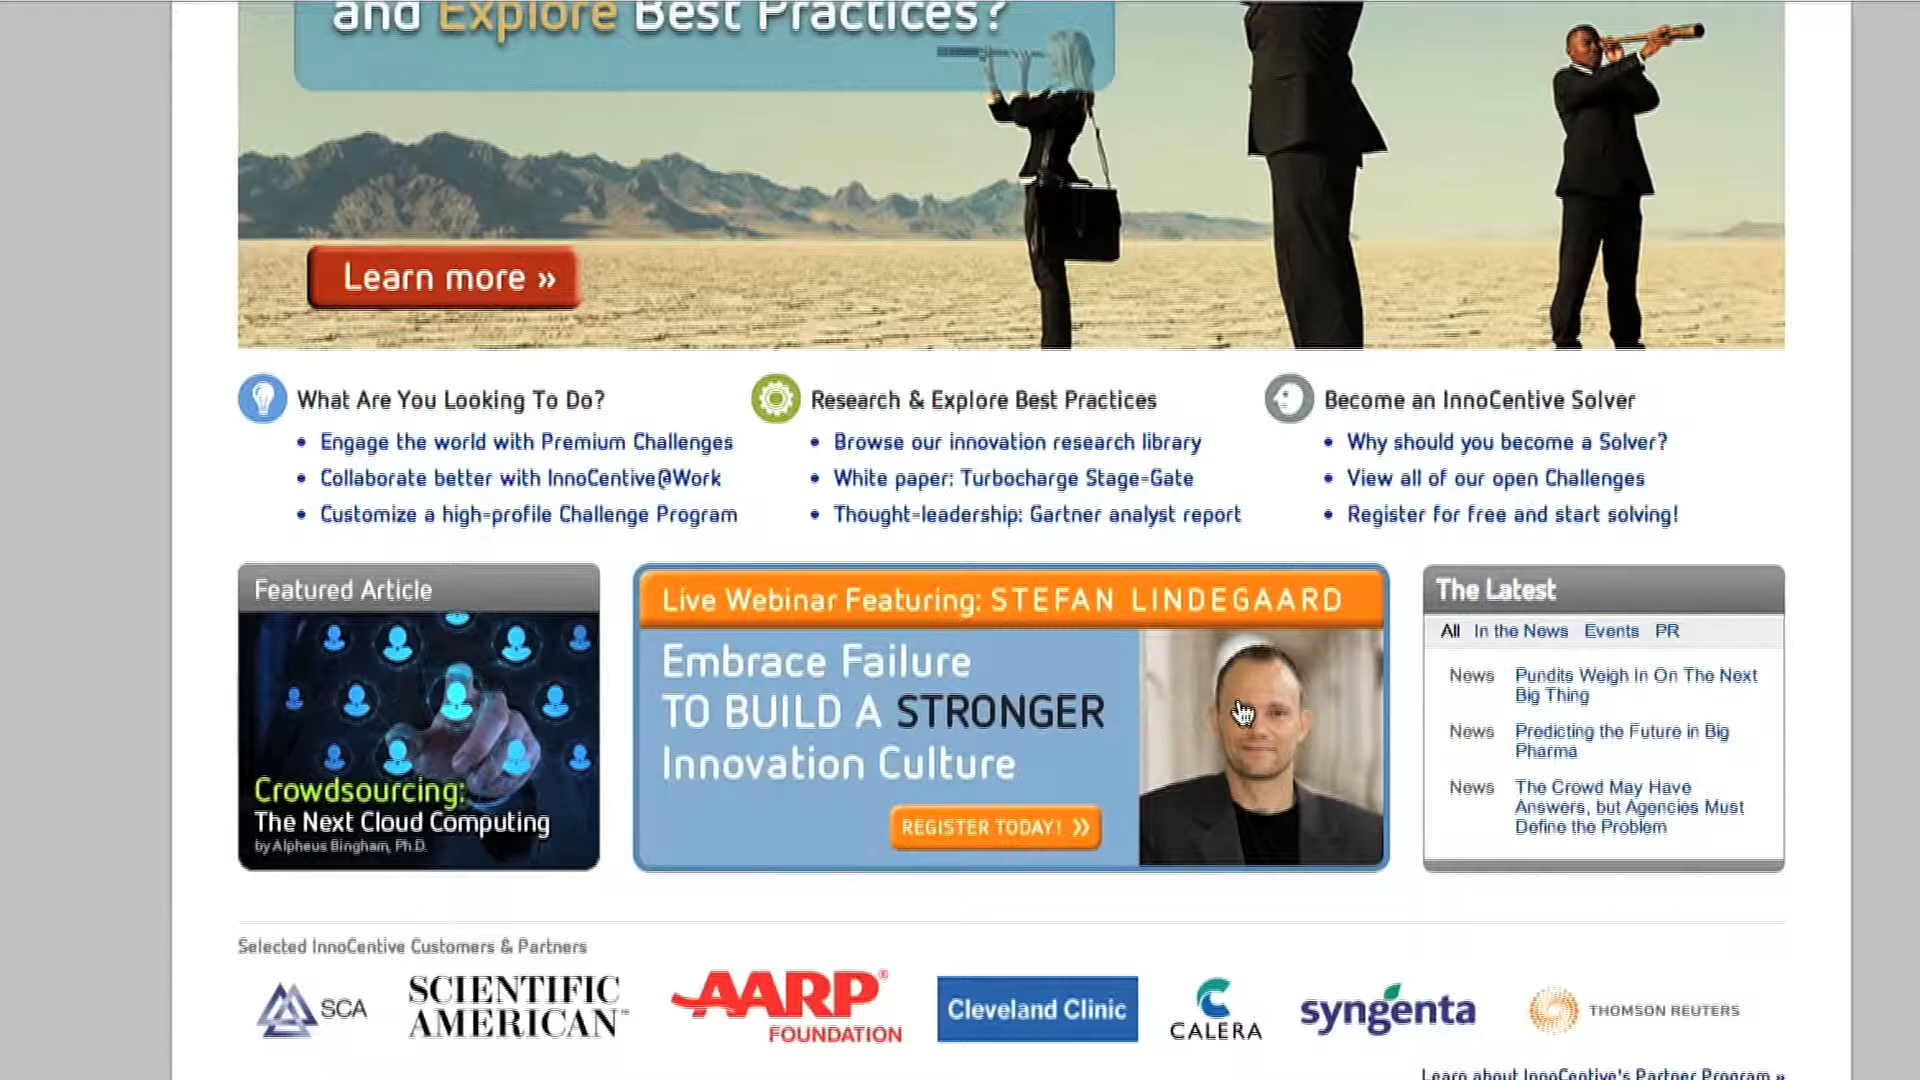 and Explore Best Practices?
Learn more »
What Are You Looking To Do?
• Engage the world with Premium Challenges
• Collaborate better with InnoCentive@Work
• Customize a high-profile Challenge Program
Research & Explore Best Practices
• Browse our innovation research library
• White paper: Turbocharge Stage-Gate
• Thought-leadership: Gartner analyst report
Become an InnoCentive Solver
• Why should you become a Solver?
• View all of our open Challenges
• Register for free and start solving!
Featured Article
Crowdsourcing:
The Next Cloud Computing
by Alpheus Bingham, Ph.D.
Live Webinar Featuring: STEFAN LINDEGAARD
Embrace Failure
TO BUILD A STRONGER
Innovation Culture
REGISTER TODAY! »
The Latest
All In the News Events PR
News Pundits Weigh In On The Next
Big Thing
News Predicting the Future in Big
Pharma
News The Crowd May Have
Answers, but Agencies Must
Define the Problem
Selected InnoCentive Customers & Partners
SCA
SCIENTIFIC
AMERICAN™
AARP®
FOUNDATION
Cleveland Clinic
CALERA
syngenta
THOMSON REUTERS
Learn about InnoCentive's Partner Program »